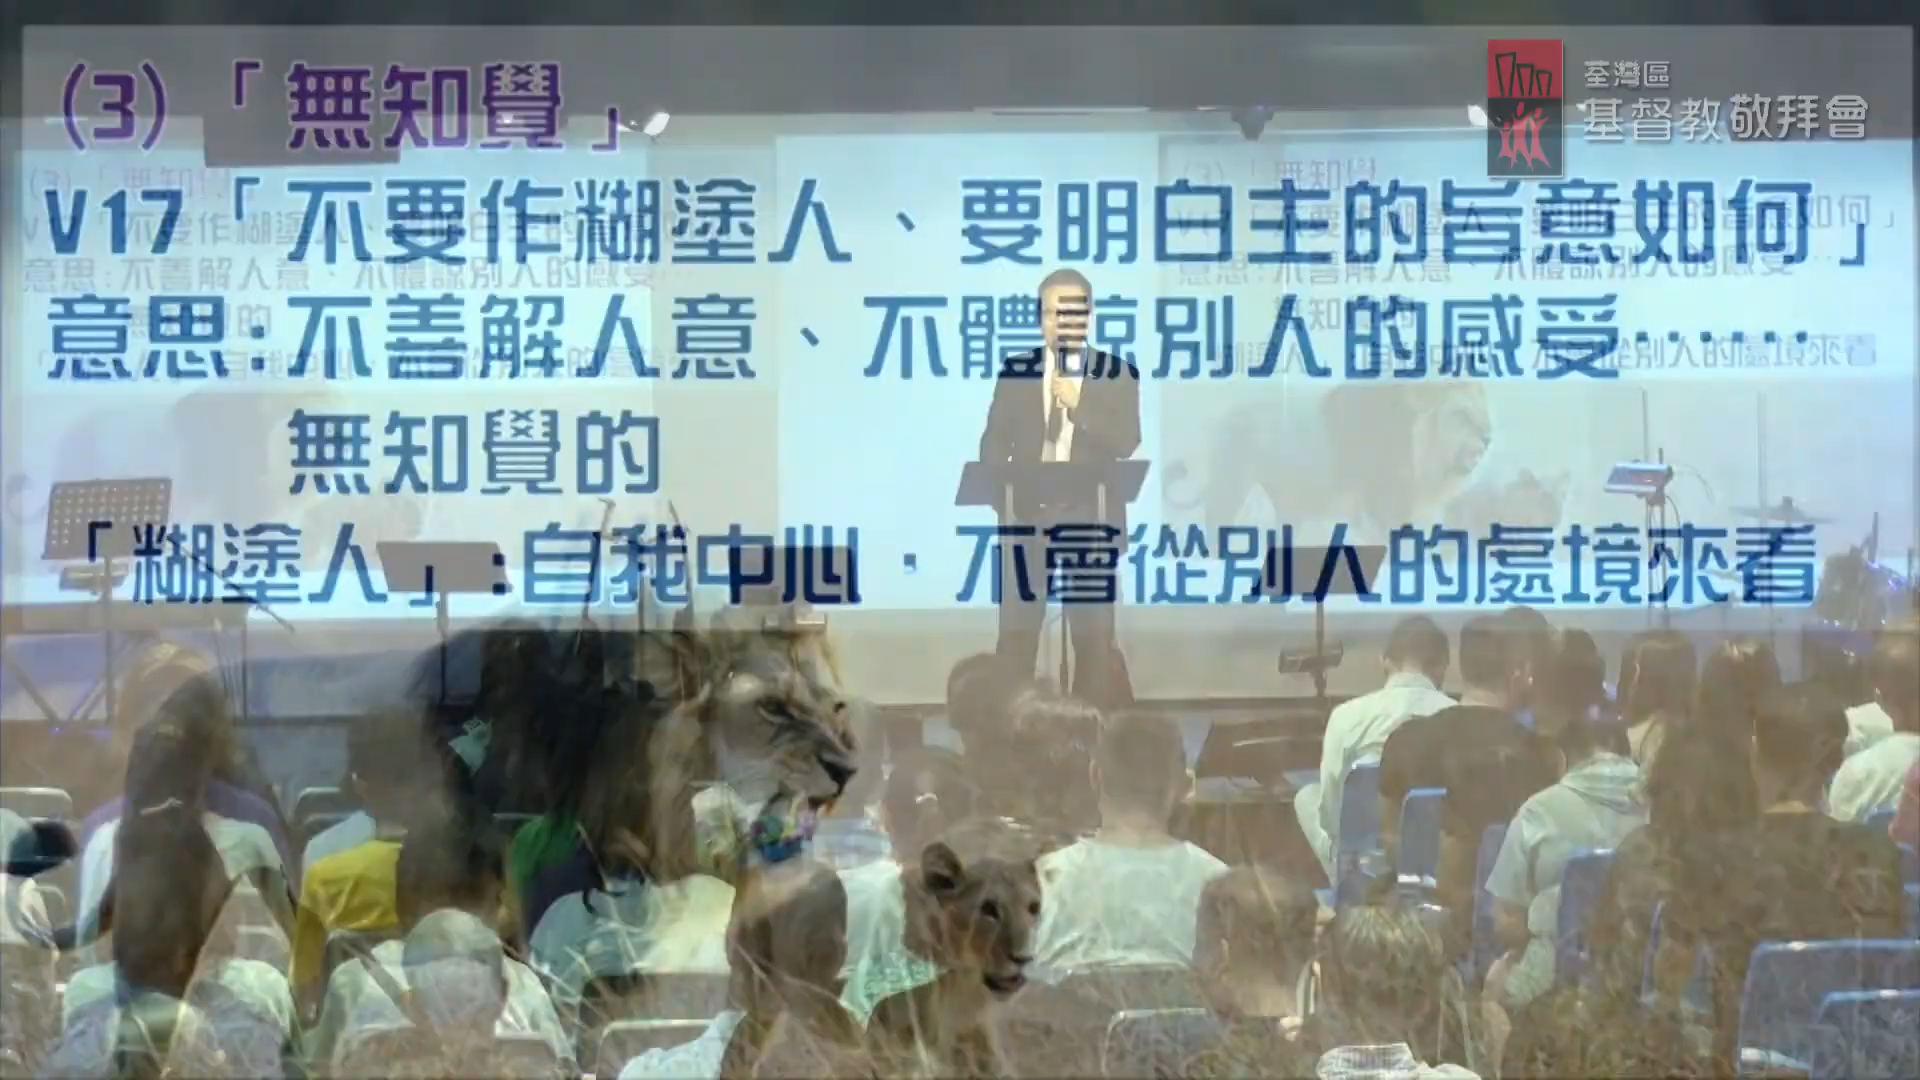 (3)「無知覺」
荃灣區
基督教敬拜會
V17「不要作糊塗人、要明白主的旨意如何」
意思:不善解人意、不體諒別人的感受⋯⋯
無知覺的
「糊塗人」:自我中心．不會從別人的處境來看